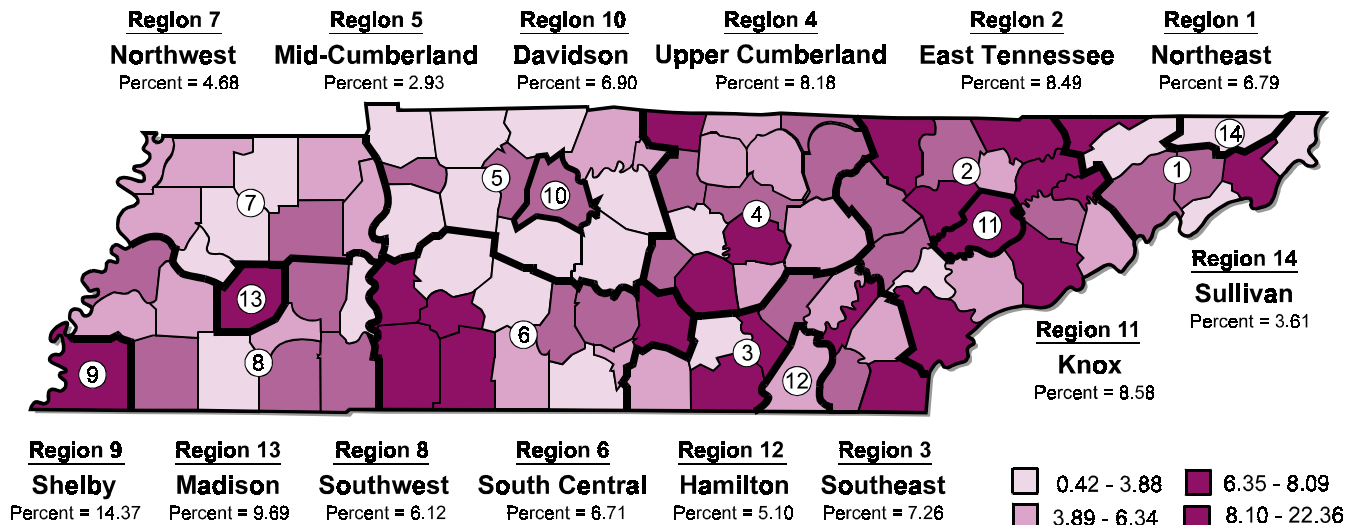 Region 7
Northwest
Percent = 4.68
Region 5
Mid-Cumberland
Percent = 2.93
Region 10
Davidson
Percent = 6.90
Region 4
Upper Cumberland
Percent = 8.18
Region 2
East Tennessee
Percent = 8.49
Region 1
Northeast
Percent = 6.79
14
1
2
5
10
7
4
11
13
6
3
8
9
12
Region 14
Sullivan
Percent = 3.61
Region 11
Knox
Percent = 8.58
Region 9
Shelby
Percent = 14.37
Region 13
Madison
Percent = 9.69
Region 8
Southwest
Percent = 6.12
Region 6
South Central
Percent = 6.71
Region 12
Hamilton
Percent = 5.10
Region 3
Southeast
Percent = 7.26
0.42 - 3.88
6.35 - 8.09
3.89 - 6.34
8.10 - 22.36